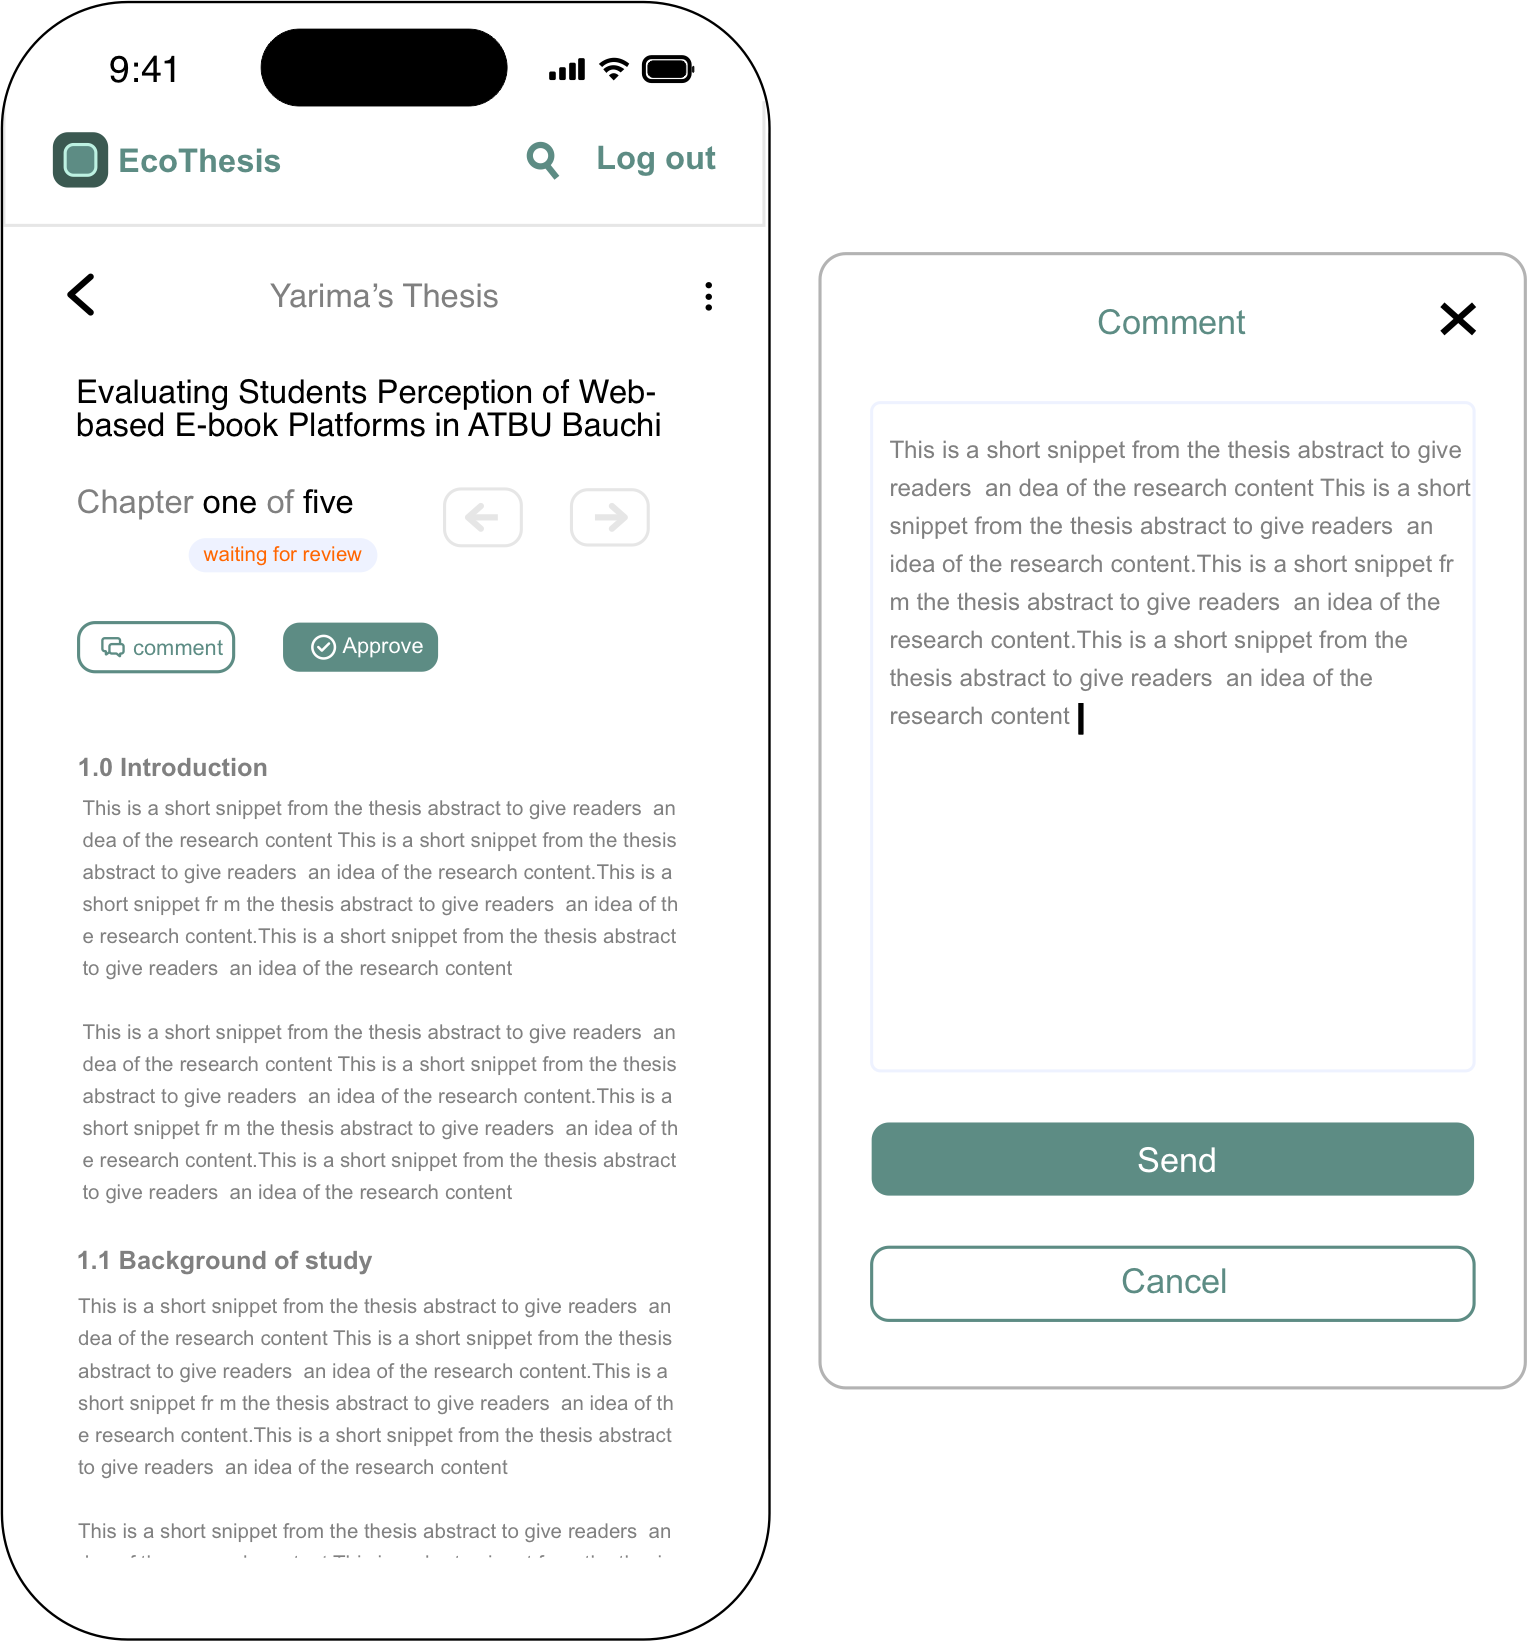 9:41
EcoThesis
Log out
Yarima’s Thesis
Evaluating Students Perception of Web-
based E-book Platforms in ATBU Bauchi
Chapter one of five
waiting for review
comment
Approve
1.0 Introduction
This is a short snippet from the thesis abstract to give readers  an
dea of the research content This is a short snippet from the thesis
abstract to give readers  an idea of the research content.This is a
short snippet fr m the thesis abstract to give readers  an idea of th
e research content.This is a short snippet from the thesis abstract
to give readers  an idea of the research content
This is a short snippet from the thesis abstract to give readers  an
dea of the research content This is a short snippet from the thesis
abstract to give readers  an idea of the research content.This is a
short snippet fr m the thesis abstract to give readers  an idea of th
e research content.This is a short snippet from the thesis abstract
to give readers  an idea of the research content
1.1 Background of study
This is a short snippet from the thesis abstract to give readers  an
dea of the research content This is a short snippet from the thesis
abstract to give readers  an idea of the research content.This is a
short snippet fr m the thesis abstract to give readers  an idea of th
e research content.This is a short snippet from the thesis abstract
to give readers  an idea of the research content
This is a short snippet from the thesis abstract to give readers  an
Comment
This is a short snippet from the thesis abstract to give
readers  an dea of the research content This is a short
snippet from the thesis abstract to give readers  an
idea of the research content.This is a short snippet fr
m the thesis abstract to give readers  an idea of the
research content.This is a short snippet from the
thesis abstract to give readers  an idea of the
research content
Send
Cancel